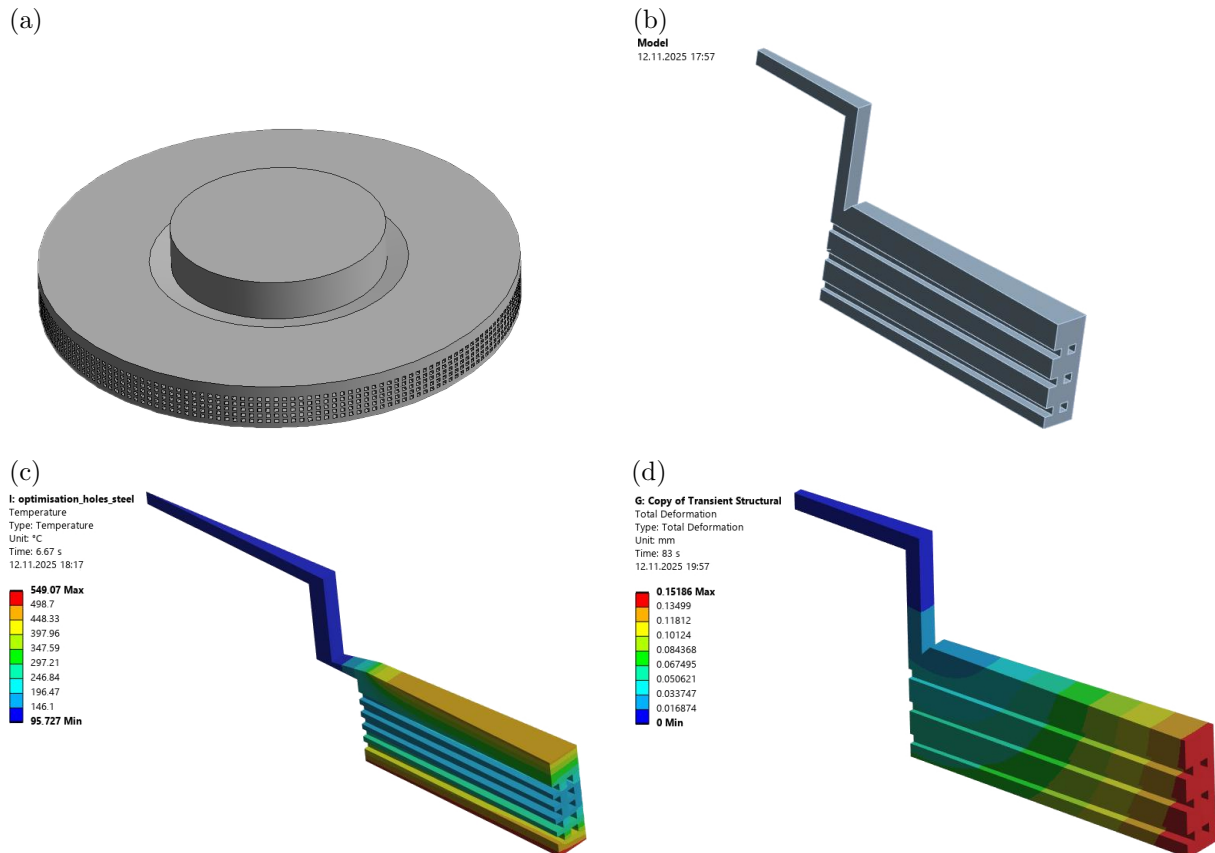 (a)
(b)
Model
12.11.2025 17:57
(c)
I: optimisation_holes_steel
Temperature
Type: Temperature
Unit: °C
Time: 6.67 s
12.11.2025 18:17
549.07 Max
498.7
448.33
397.96
347.59
297.21
246.84
196.47
146.1
95.727 Min
(d)
G: Copy of Transient Structural
Total Deformation
Type: Total Deformation
Unit: mm
Time: 83 s
12.11.2025 19:57
0.15186 Max
0.13499
0.11812
0.10124
0.084368
0.067495
0.050621
0.033747
0.016874
0 Min